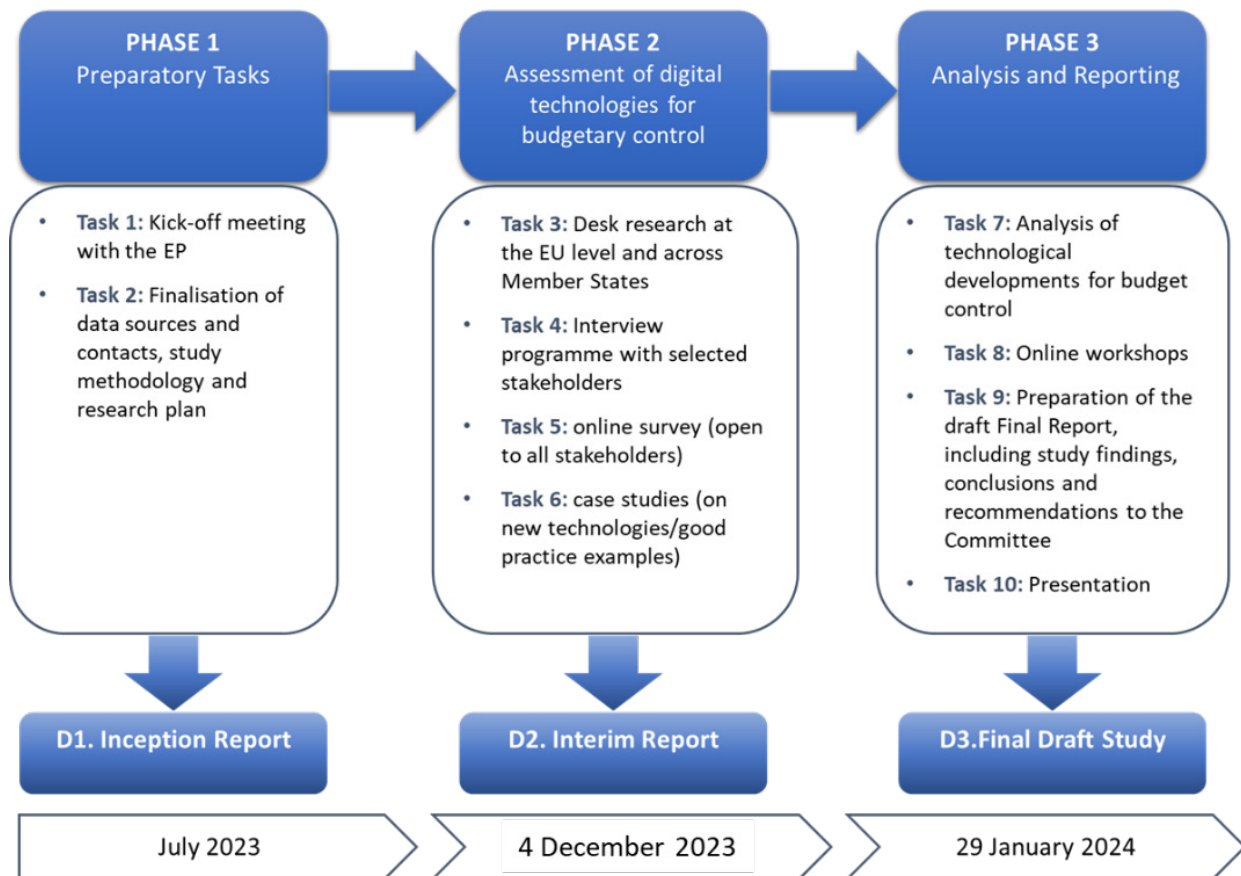 PHASE 1
Preparatory Tasks
PHASE 2
Assessment of digital
technologies for
budgetary control
PHASE 3
Analysis and Reporting
• Task 1: Kick-off meeting
with the EP
• Task 2: Finalisation of
data sources and
contacts, study
methodology and
research plan
• Task 3: Desk research at
the EU level and across
Member States
• Task 4: Interview
programme with selected
stakeholders
• Task 5: online survey (open
to all stakeholders)
• Task 6: case studies (on
new technologies/good
practice examples)
• Task 7: Analysis of
technological
developments for budget
control
• Task 8: Online workshops
• Task 9: Preparation of the
draft Final Report,
including study findings,
conclusions and
recommendations to the
Committee
• Task 10: Presentation
D1. Inception Report
D2. Interim Report
D3.Final Draft Study
July 2023
4 December 2023
29 January 2024